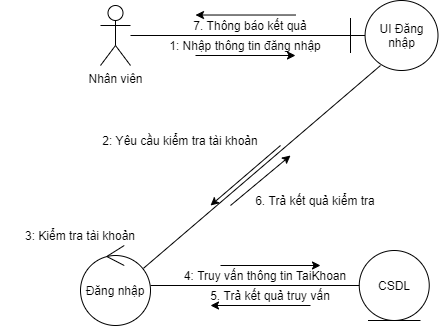 7. Thông báo kết quả
1: Nhập thông tin đăng nhập
UI Đăng
nhập
Nhân viên
2: Yêu cầu kiểm tra tài khoản
6. Trả kết quả kiểm tra
3: Kiểm tra tài khoản
4: Truy vấn thông tin TaiKhoan
Đăng nhập
CSDL
5. Trả kết quả truy vấn